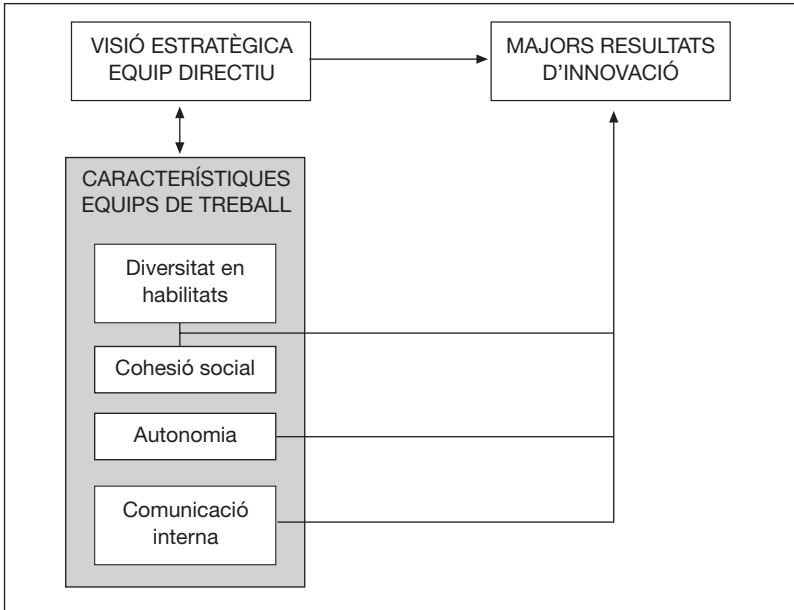 VISIÓ ESTRATÈGICA
EQUIP DIRECTIU
MAJORS RESULTATS
D’INNOVACIÓ
CARACTERÍSTIQUES
EQUIPS DE TREBALL
Diversitat en
habilitats
Cohesió social
Autonomia
Comunicació
interna